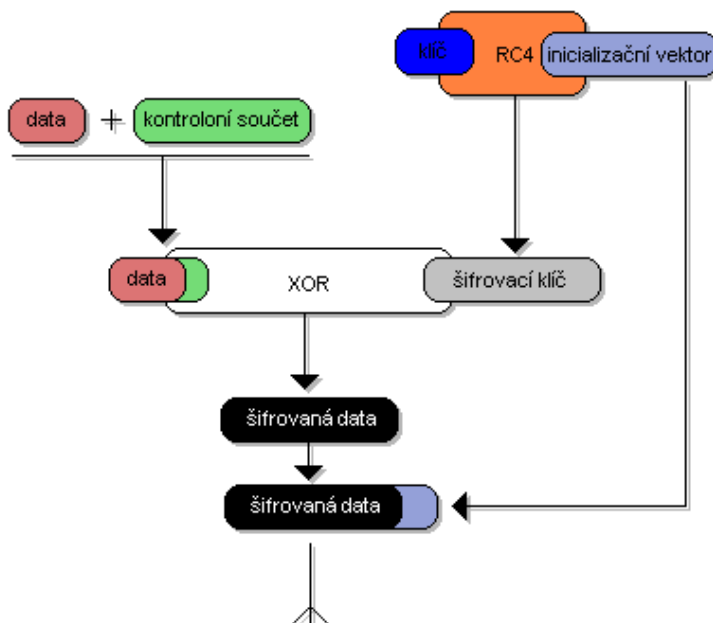 klíč
RC4
inicializační vektor
data
+
kontroloní součet
data
XOR
šifrovací klíč
šifrovaná data
šifrovaná data